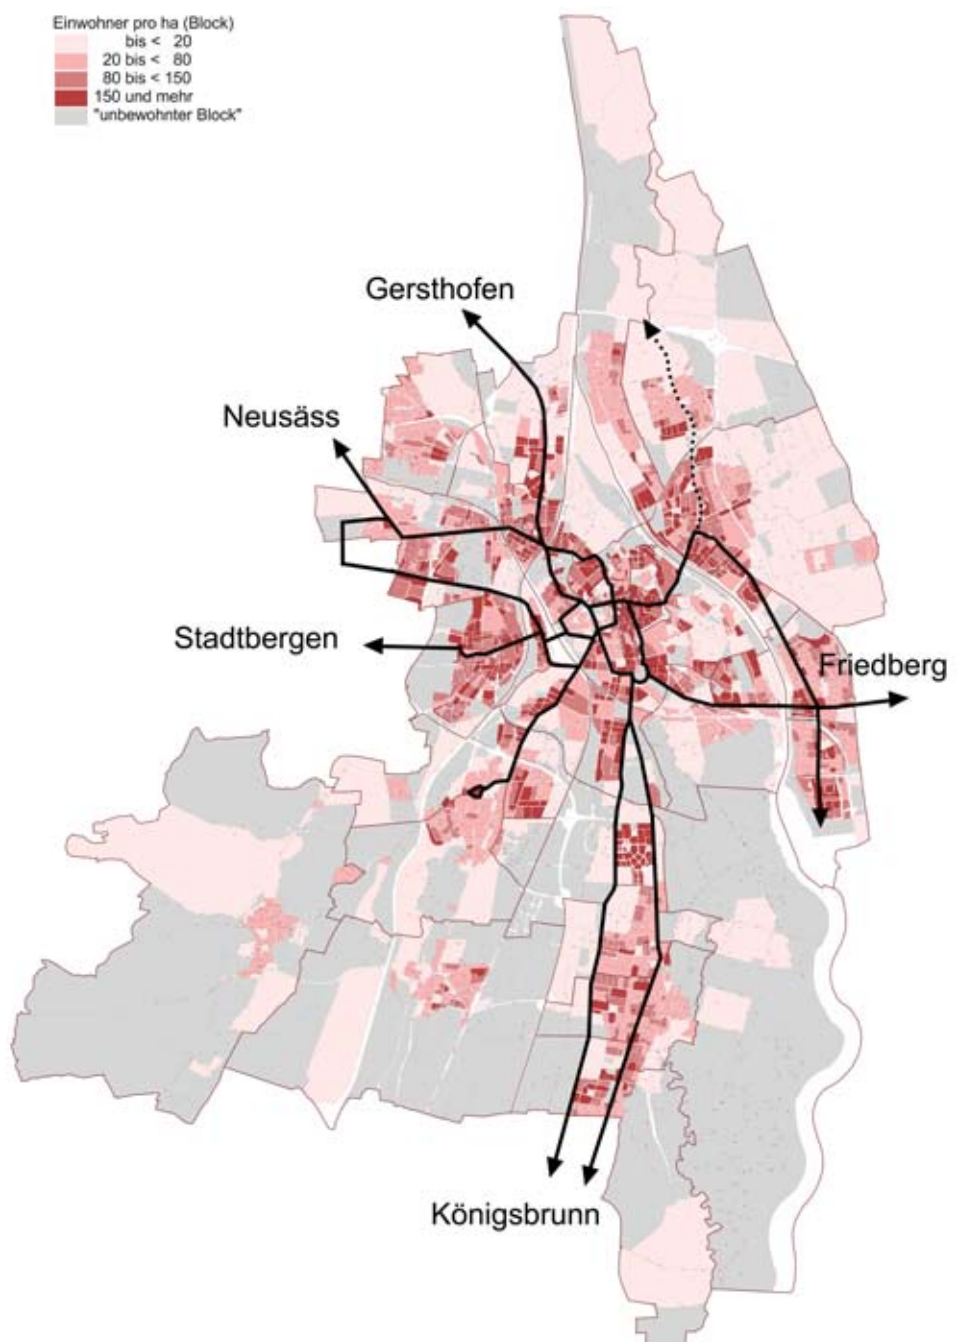 Einwohner pro ha (Block)
bis < 20
20 bis < 80
80 bis < 150
150 und mehr
"unbewohnter Block"
Gersthofen
Neusäss
Stadtbergen
Friedberg
Königsbrunn